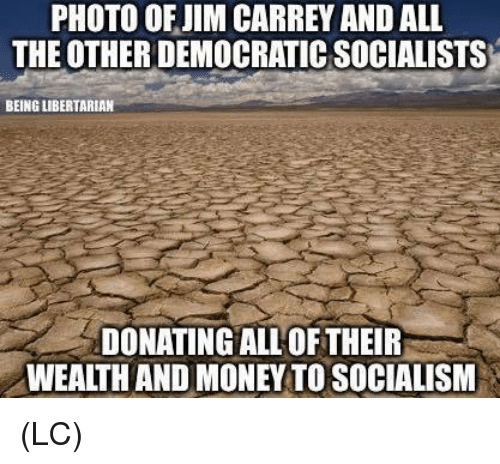 PHOTO OF JIM CARREY AND ALL
THE OTHER DEMOCRATIC SOCIALISTS
BEING LIBERTARIAN
DONATING ALL OF THEIR
WEALTH AND MONEY TO SOCIALISM
(LC)